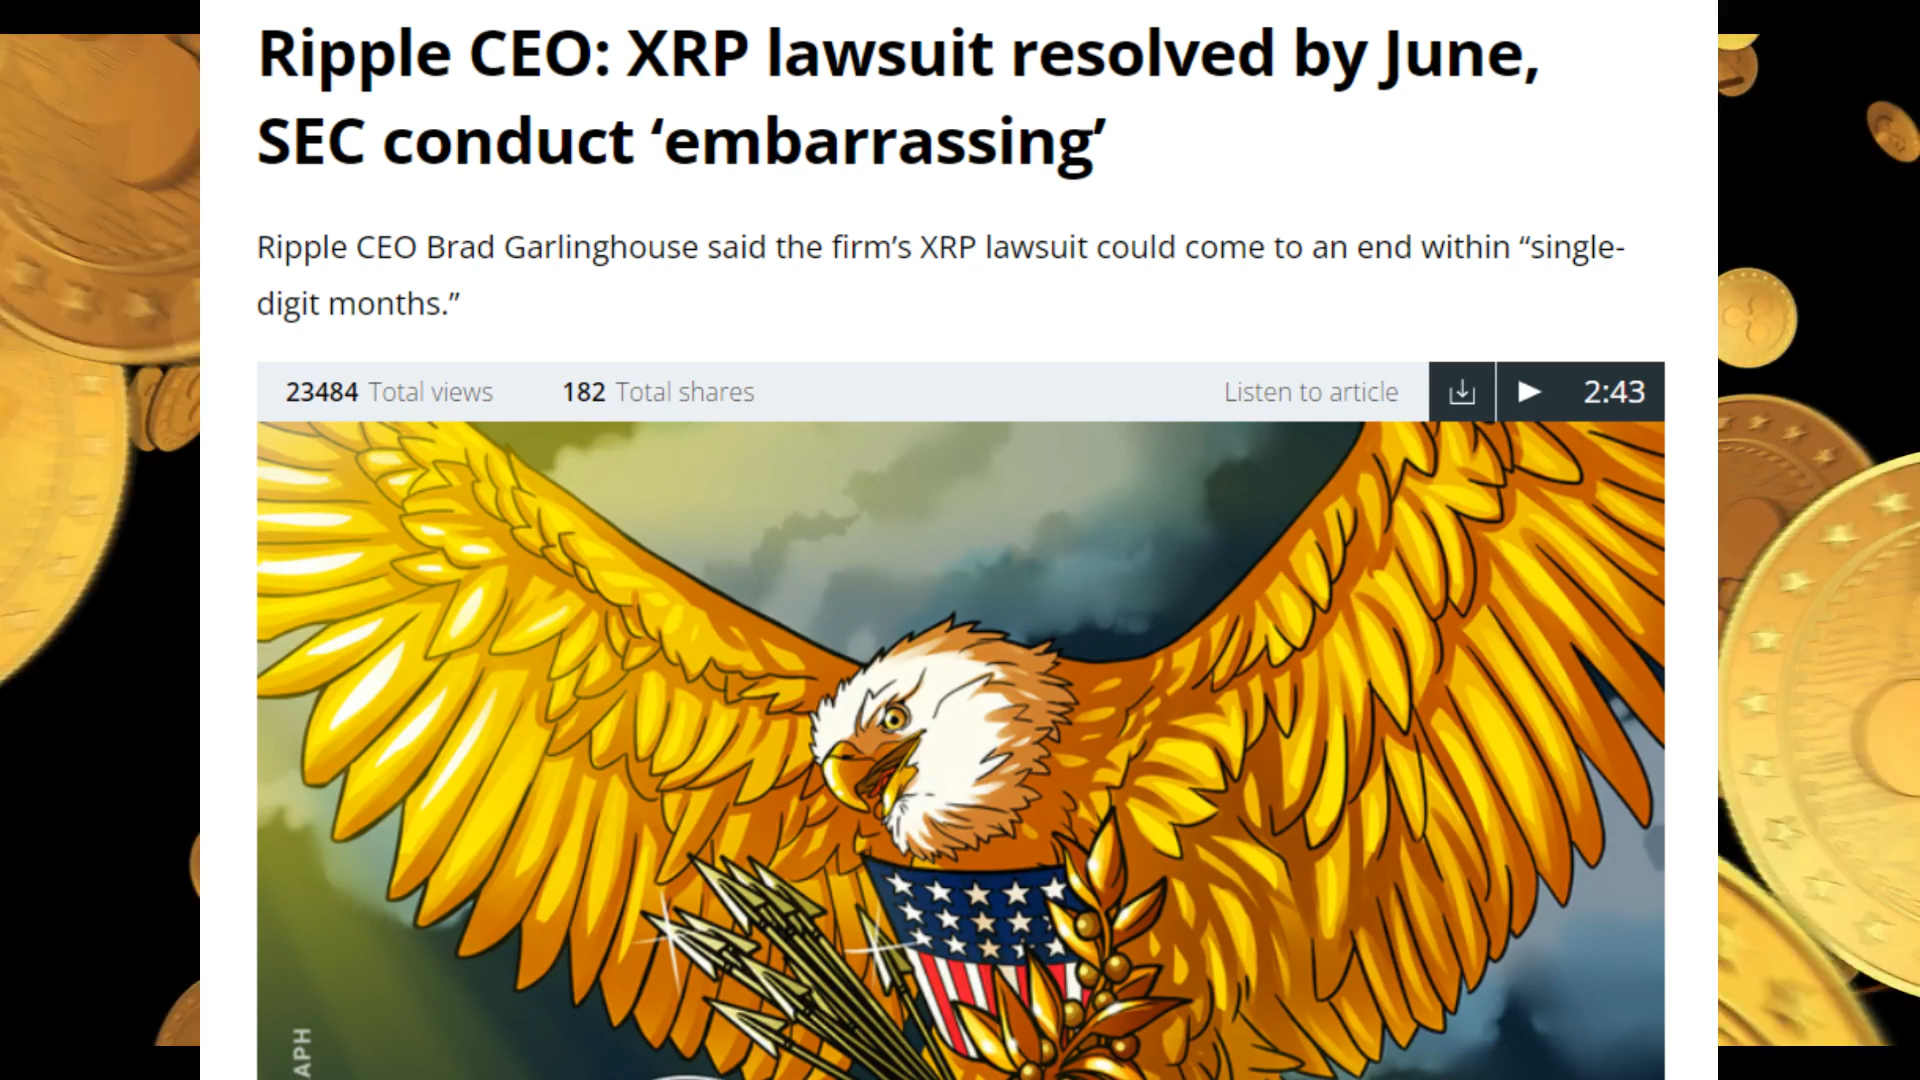 Ripple CEO: XRP lawsuit resolved by June,
SEC conduct ‘embarrassing’
Ripple CEO Brad Garlinghouse said the firm’s XRP lawsuit could come to an end within “single-
digit months.”
23484 Total views 182 Total shares Listen to article 2:43
APH